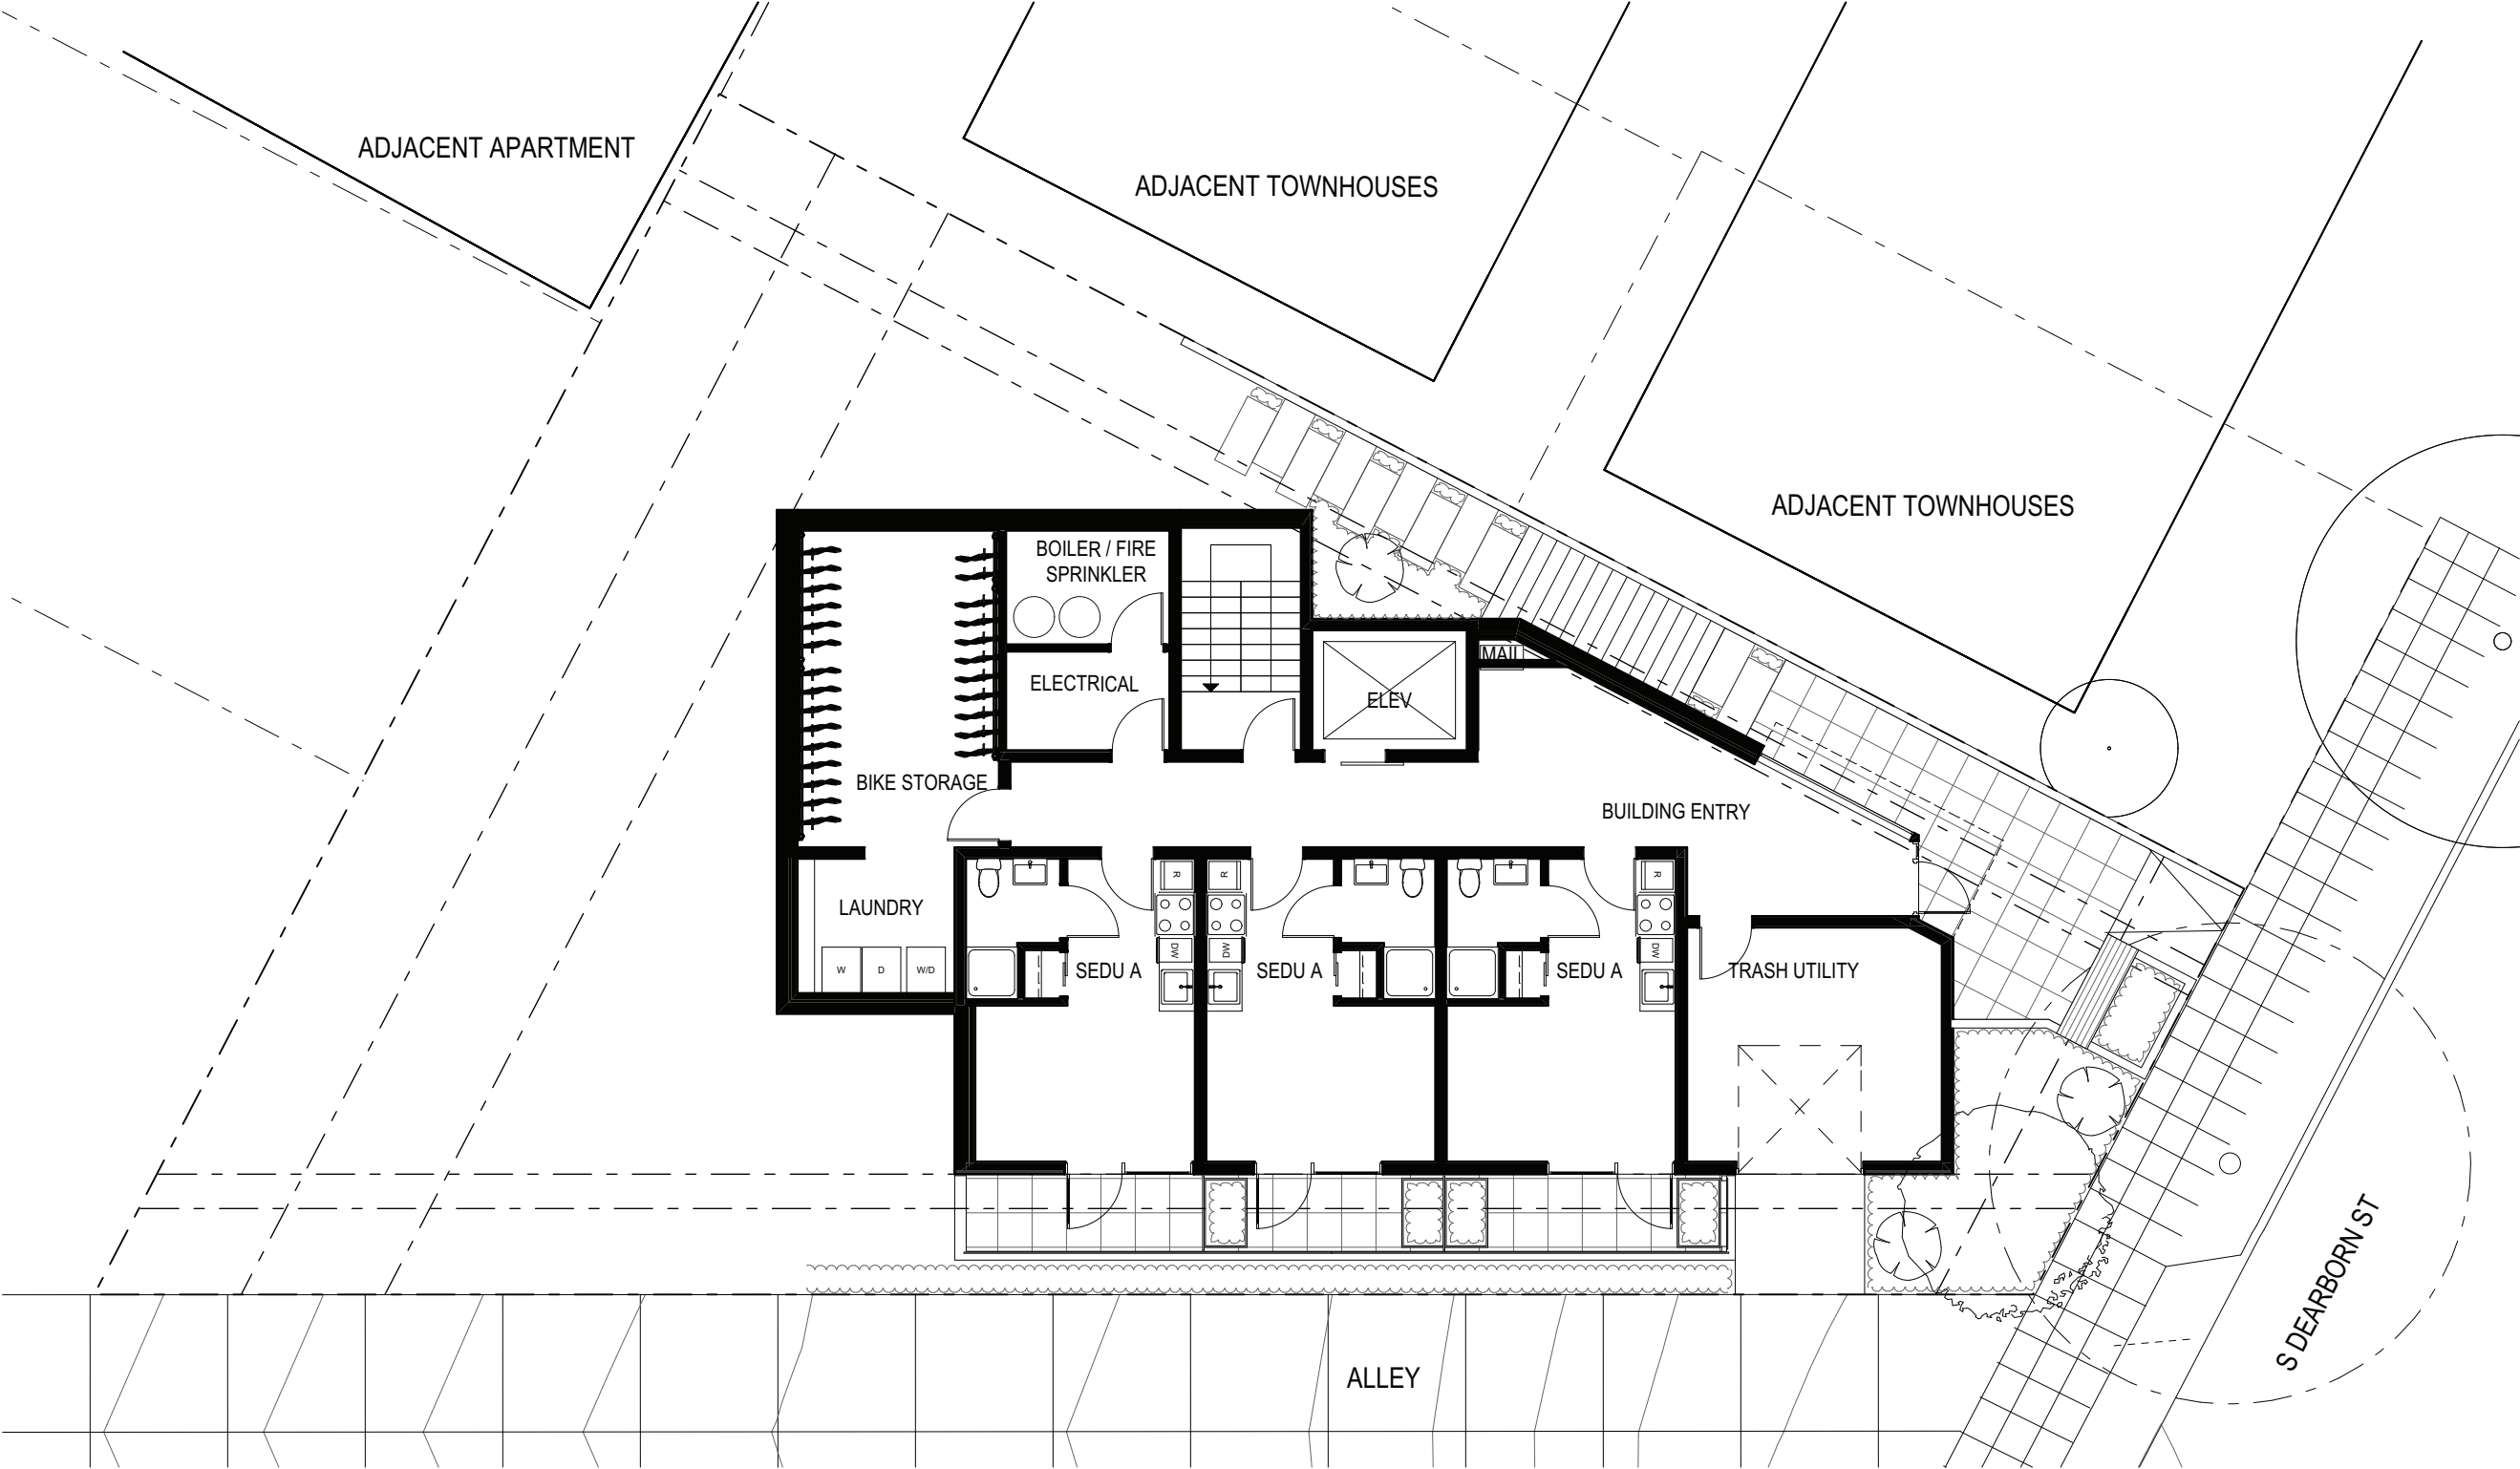 ADJACENT APARTMENT
ADJACENT TOWNHOUSES
ADJACENT TOWNHOUSES
BOILER / FIRE
SPRINKLER
MAIL
ELECTRICAL
ELEV
BIKE STORAGE
BUILDING ENTRY
R
R
R
LAUNDRY
DW
DW
DW
W
D
W/D
SEDU A
SEDU A
SEDU A
TRASH UTILITY
S DEARBORN ST
ALLEY